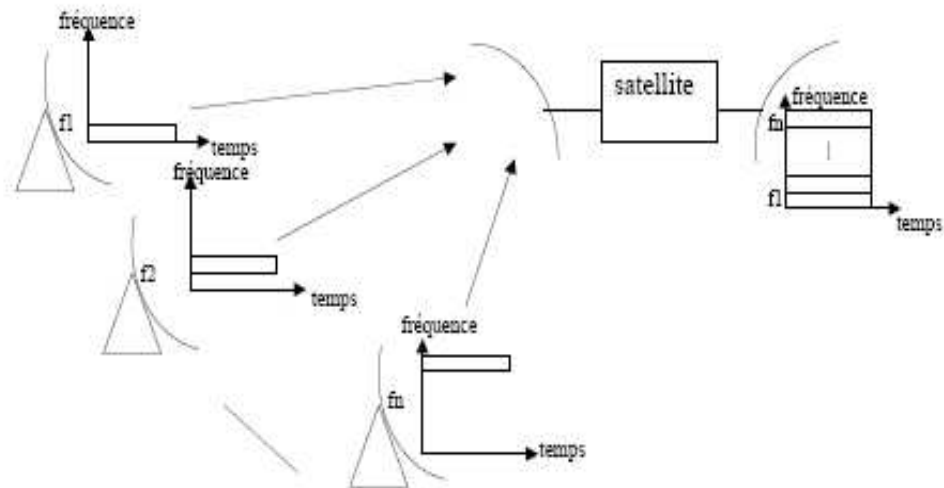 fréquence
f1
temps
fréquence
f2
temps
fréquence
fn
temps
satellite
fréquence
fn
f1
temps